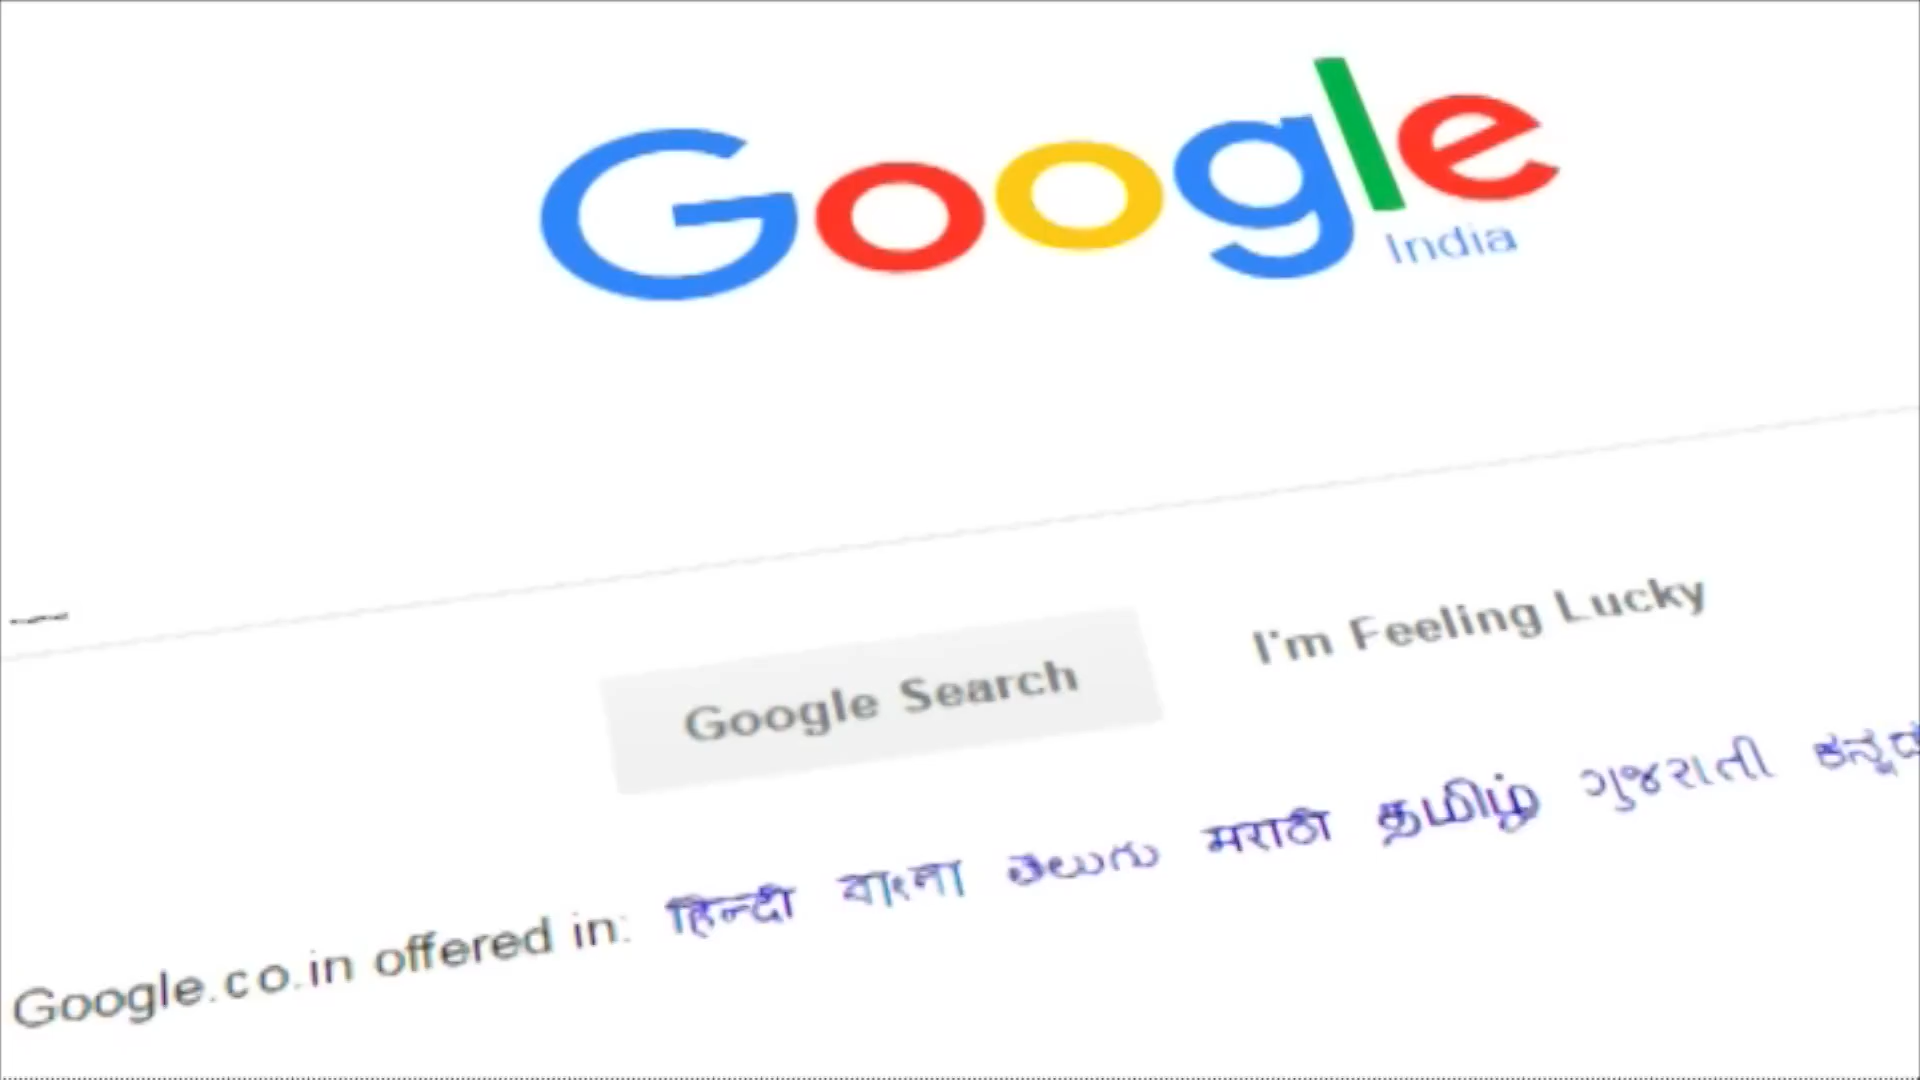 Google
India
Google Search I'm Feeling Lucky
Google.co.in offered in: हिन्दी বাংলা తెలుగు मराठी தமிழ் ગુજરાતી